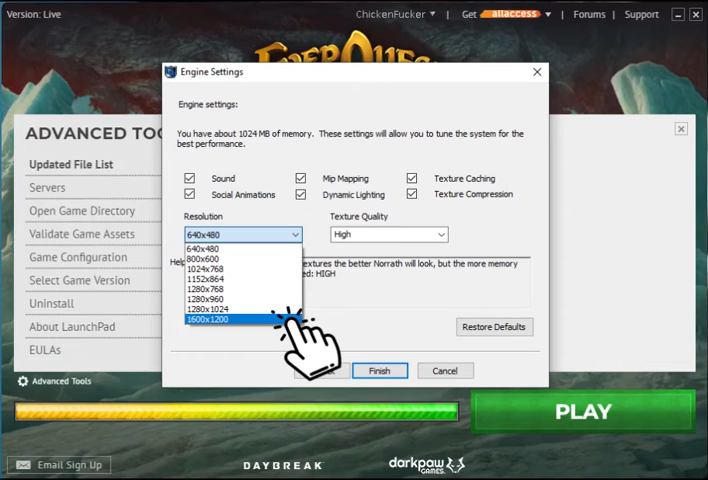 Version: Live
ChickenFucker
Get allaccess
Forums
Support
Engine Settings
Engine settings:
You have about 1024 MB of memory. These settings will allow you to tune the system for the
best performance.
Sound
Mip Mapping
Texture Caching
Social Animations
Dynamic Lighting
Texture Compression
Resolution
Texture Quality
640x480
High
640x480
800x600
1024x768
1152x864
1280x768
1280x960
1280x1024
1600x1200
extures the better Norrath will look, but the more memory
ed: HIGH
Restore Defaults
Finish
Cancel
ADVANCED TOO
Updated File List
Servers
Open Game Directory
Validate Game Assets
Game Configuration
Select Game Version
Uninstall
About LaunchPad
EULAs
Advanced Tools
PLAY
Email Sign Up
DAYBREAK
darkpaw
GAMES